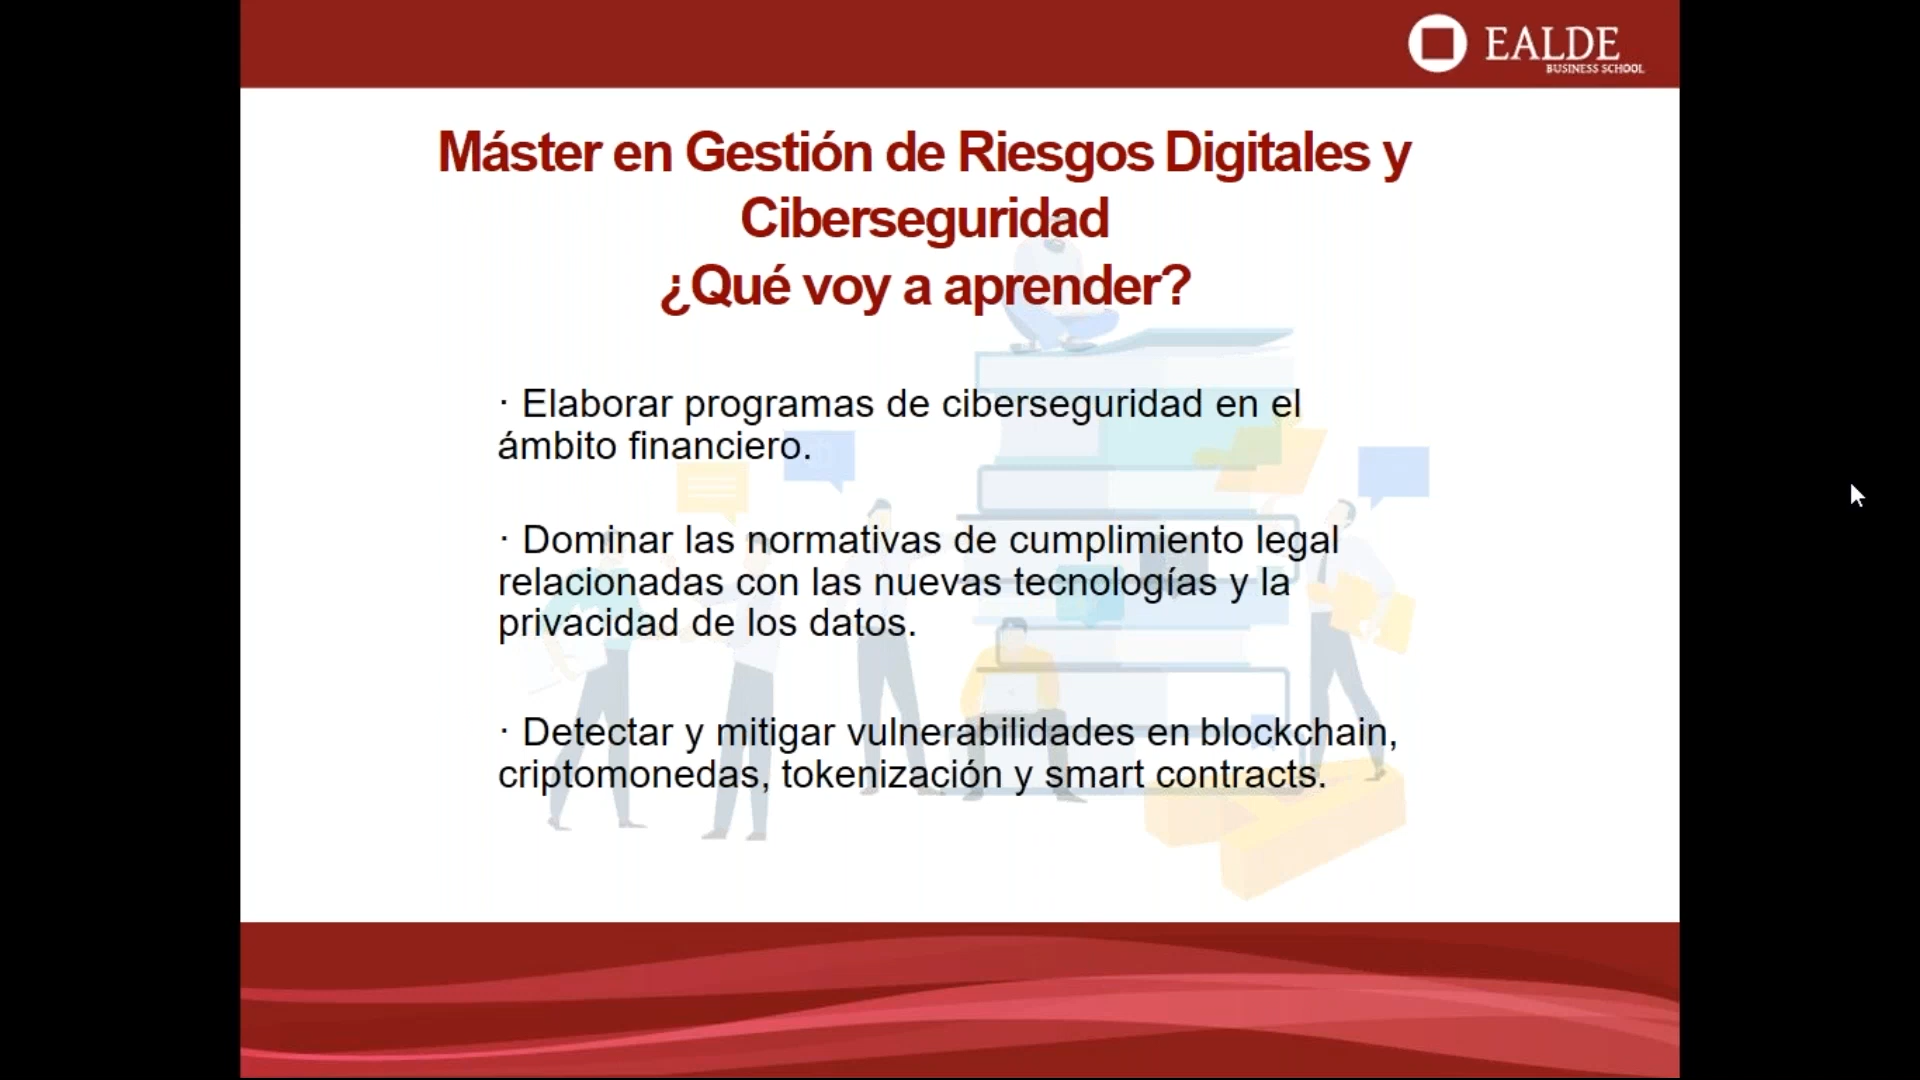 EALDE
BUSINESS SCHOOL
Máster en Gestión de Riesgos Digitales y
Ciberseguridad
¿Qué voy a aprender?
· Elaborar programas de ciberseguridad en el
ámbito financiero.
· Dominar las normativas de cumplimiento legal
relacionadas con las nuevas tecnologías y la
privacidad de los datos.
· Detectar y mitigar vulnerabilidades en blockchain,
criptomonedas, tokenización y smart contracts.